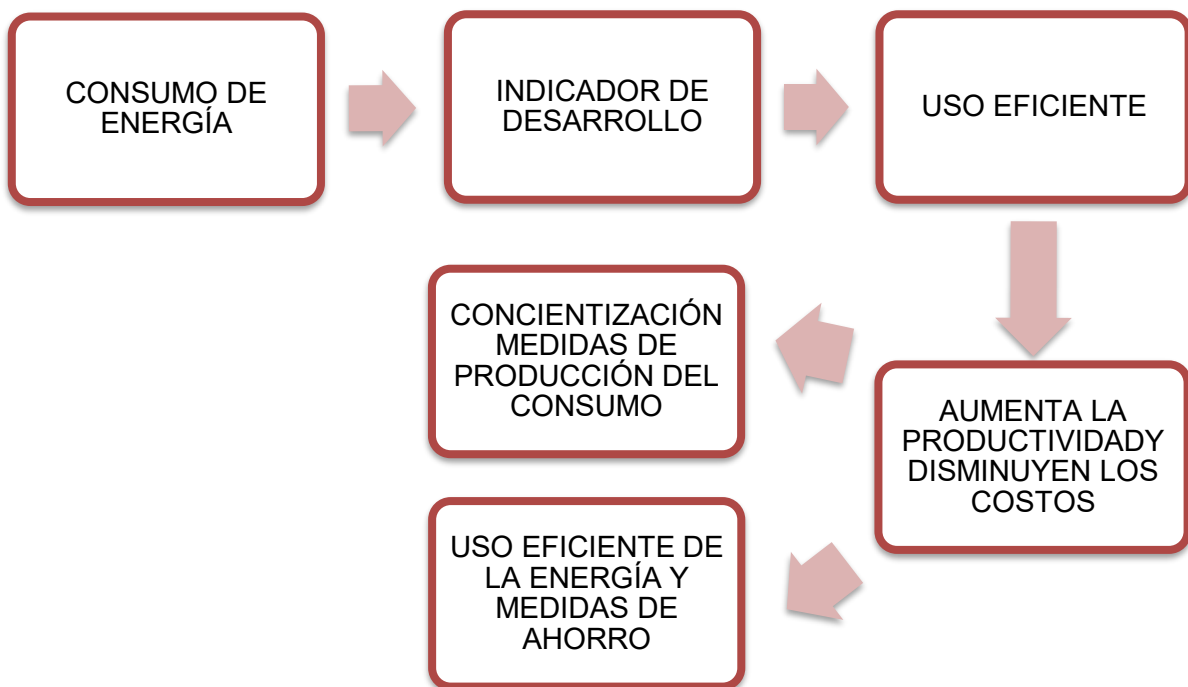 CONSUMO DE
ENERGÍA
INDICADOR DE
DESARROLLO
USO EFICIENTE
AUMENTA LA
PRODUCTIVIDADY
DISMINUYEN LOS
COSTOS
CONCIENTIZACIÓN
MEDIDAS DE
PRODUCCIÓN DEL
CONSUMO
USO EFICIENTE DE
LA ENERGÍA Y
MEDIDAS DE
AHORRO